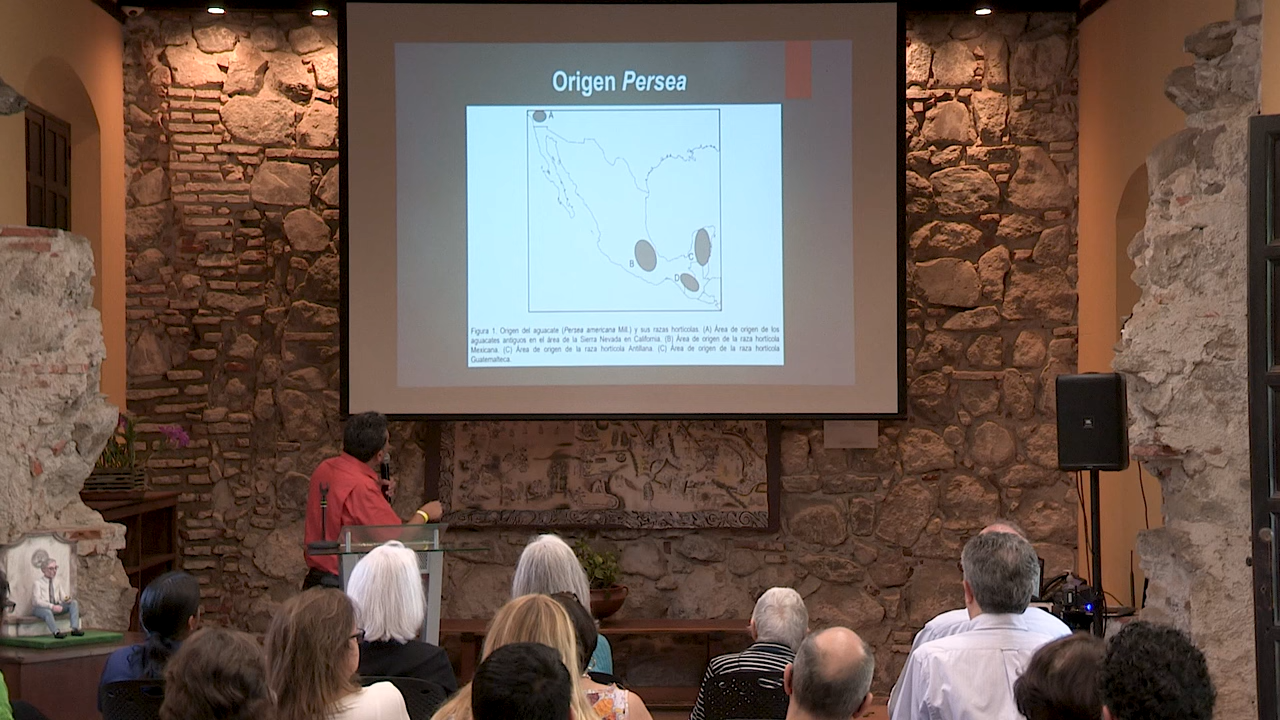 Origen Persea
A
B
C
D
Figura 1. Origen del aguacate (Persea americana Mill.) y sus razas hortícolas. (A) Área de origen de los
aguacates antiguos en el área de la Sierra Nevada en California. (B) Área de origen de la raza hortícola
Mexicana. (C) Área de origen de la raza hortícola Antillana. (C) Área de origen de la raza hortícola
Guatemalteca.